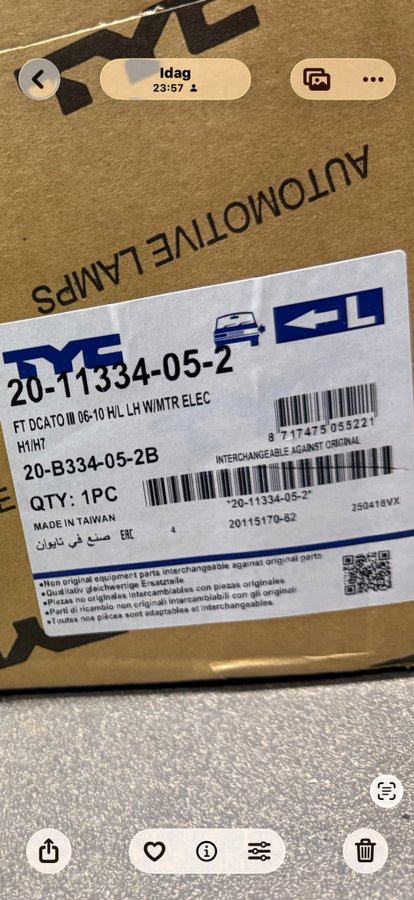 Idag
23:57
TYC
AUTOMOTIVE LAMPS
TYC
L
20-11334-05-2
FT DCATO III 06-10 H/L LH W/MTR ELEC
H1/H7
8 717475 055221
20-B334-05-2B
INTERCHANGEABLE AGAINST ORIGINAL
QTY: 1PC
*20-11334-05-2*
MADE IN TAIWAN
4
20115170-62
250418VX
صنع في تايوان EAC
•Non original equipment parts interchangeable against original parts
•Qualitativ gleichwertige Ersatzteile
•Piezas no originales intercambiables con piezas originales
•Parti di ricambio non originali intercambiabili con gli originali
•Toutes nos pièces sont adaptables et interchangeables